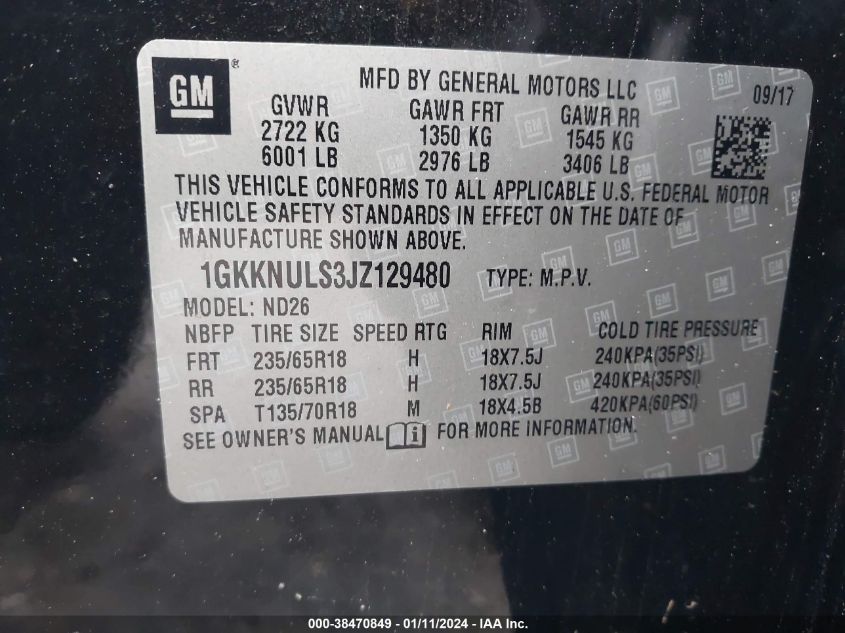 GM ®
MFD BY GENERAL MOTORS LLC 09/17
GVWR GAWR FRT GAWR RR
2722 KG 1350 KG 1545 KG
6001 LB 2976 LB 3406 LB
THIS VEHICLE CONFORMS TO ALL APPLICABLE U.S. FEDERAL MOTOR
VEHICLE SAFETY STANDARDS IN EFFECT ON THE DATE OF
MANUFACTURE SHOWN ABOVE.
1GKKNULS3JZ129480 TYPE: M.P.V.
MODEL: ND26
NBFP TIRE SIZE SPEED RTG RIM COLD TIRE PRESSURE
FRT 235/65R18 H 18X7.5J 240KPA(35PSI)
RR 235/65R18 H 18X7.5J 240KPA(35PSI)
SPA T135/70R18 M 18X4.5B 420KPA(60PSI)
SEE OWNER'S MANUAL i FOR MORE INFORMATION.
000-38470849 - 01/11/2024 - IAA Inc.